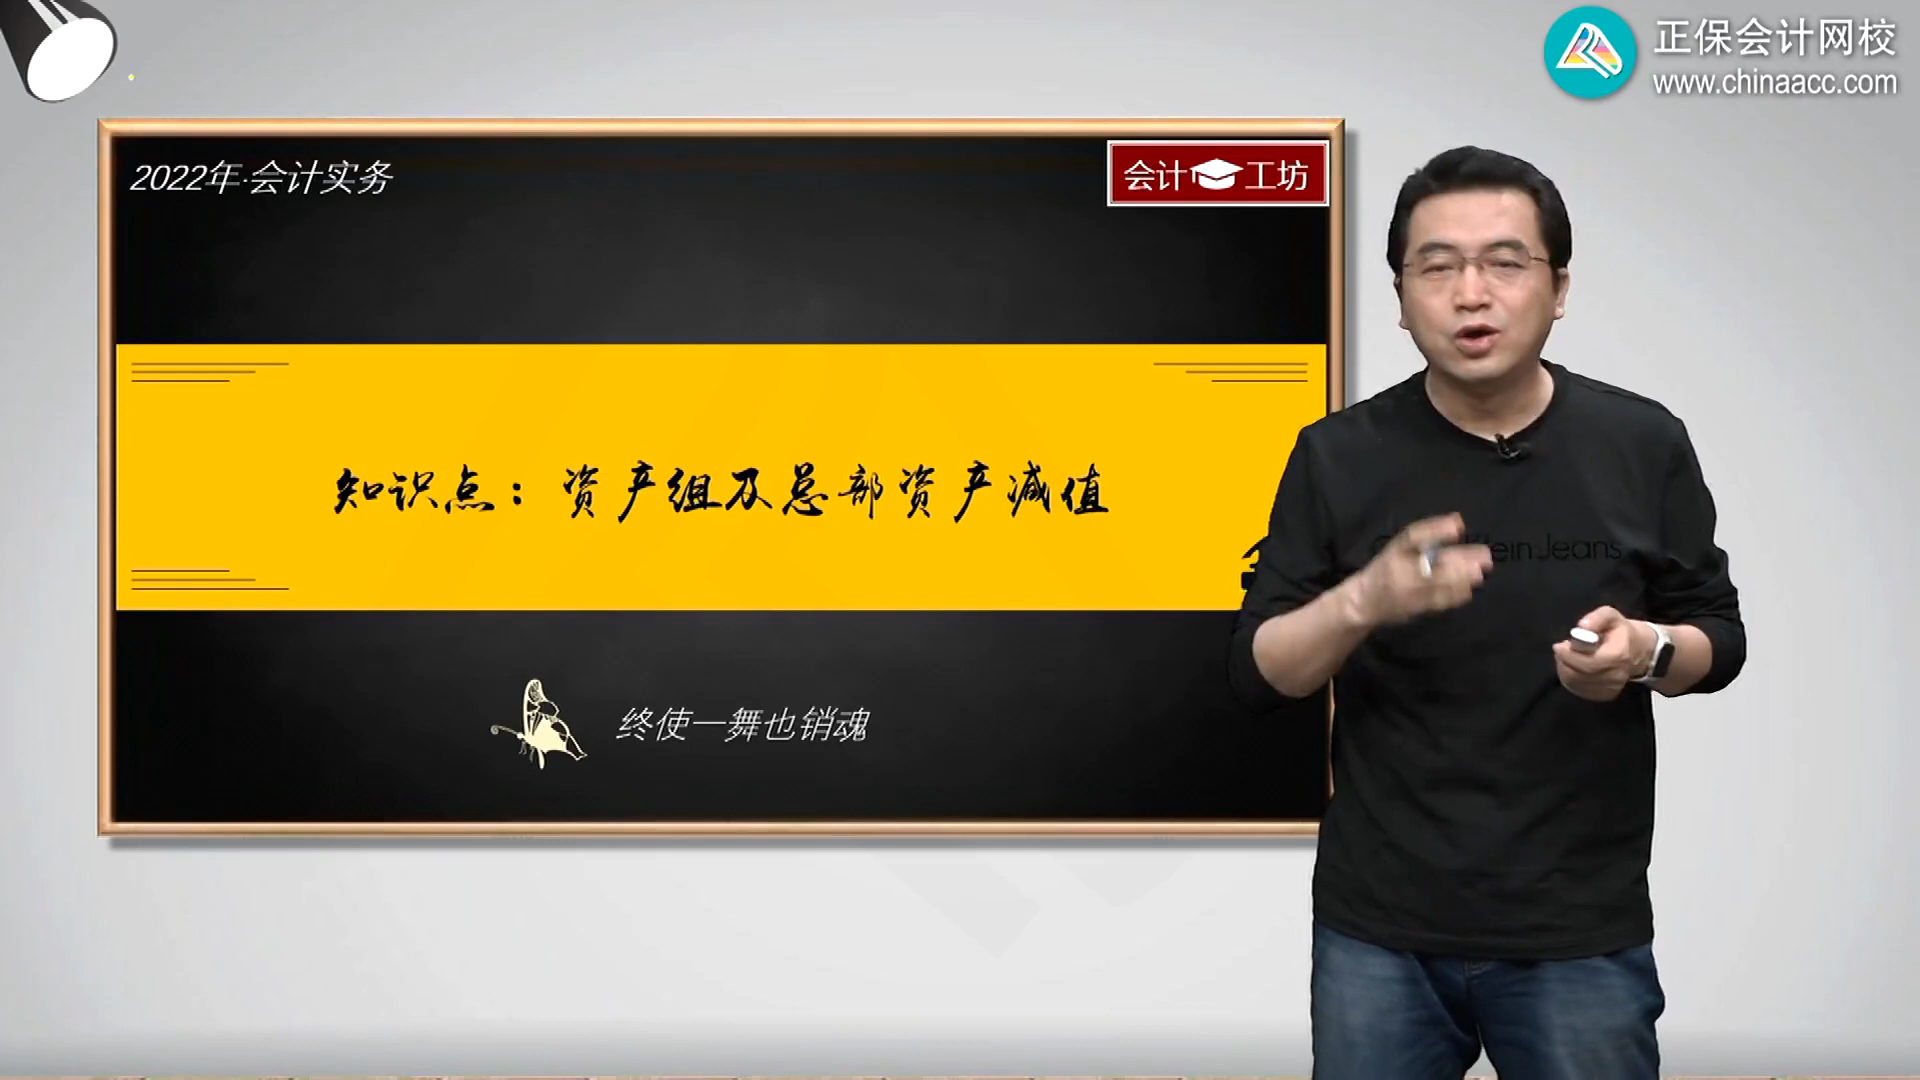 正保会计网校
www.chinaacc.com
2022年·会计实务
会计工坊
知识点：资产组及总部资产减值
终使一舞也销魂
lein Jeans